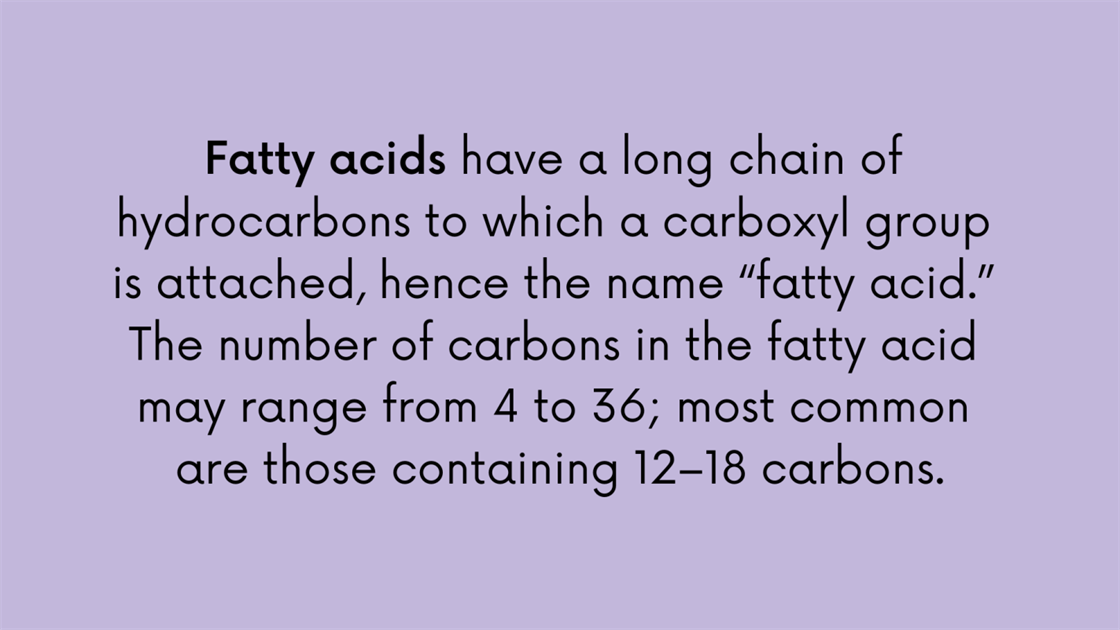 Fatty acids have a long chain of
hydrocarbons to which a carboxyl group
is attached, hence the name “fatty acid.”
The number of carbons in the fatty acid
may range from 4 to 36; most common
are those containing 12–18 carbons.